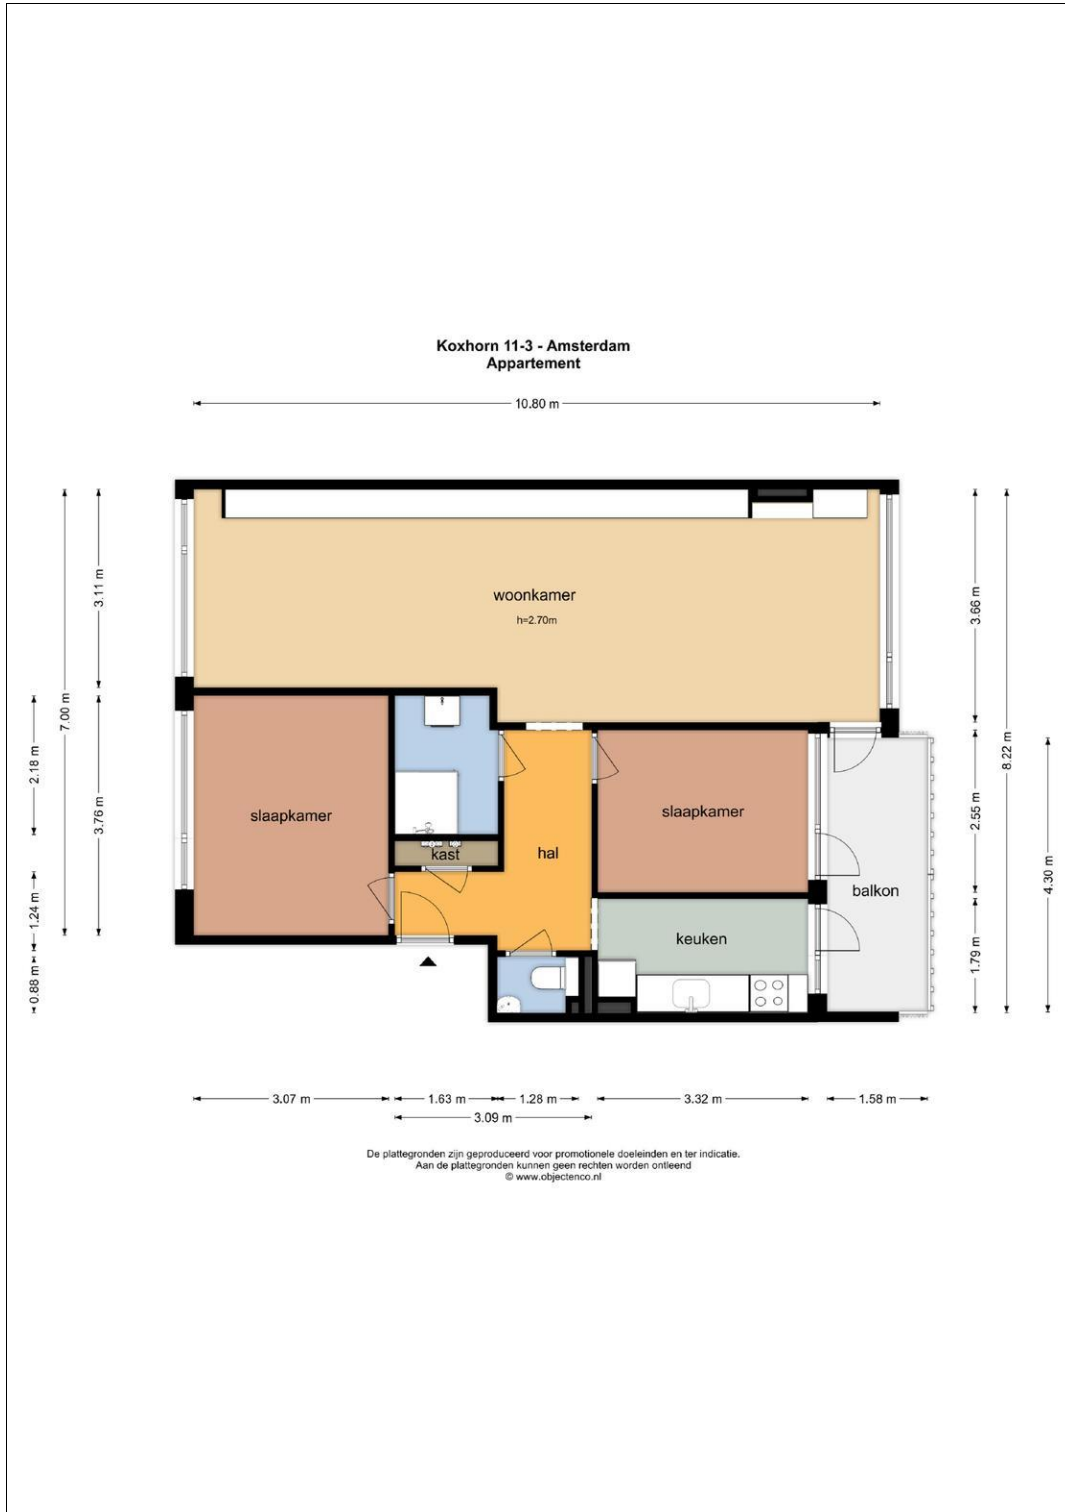 Koxhorn 11-3 - Amsterdam
Appartement
10.80 m
7.00 m
3.11 m
2.18 m
3.76 m
1.24 m
0.88 m
woonkamer
h=2.70m
slaapkamer
kast
hal
slaapkamer
keuken
balkon
3.66 m
8.22 m
2.55 m
4.30 m
1.79 m
3.07 m
1.63 m
1.28 m
3.32 m
1.58 m
3.09 m
De plattegronden zijn geproduceerd voor promotionele doeleinden en ter indicatie.
Aan de plattegronden kunnen geen rechten worden ontleend
© www.objectenco.nl